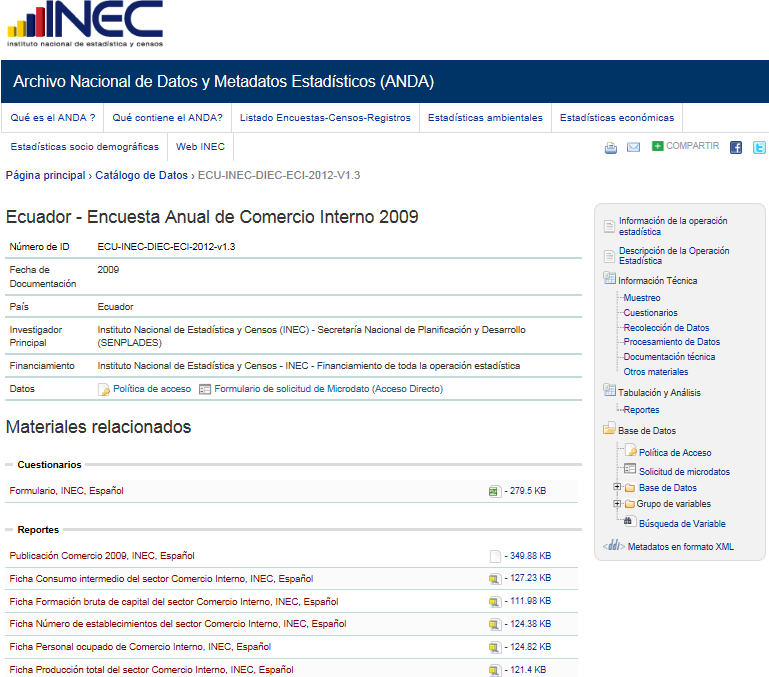 INEC
instituto nacional de estadística y censos
Archivo Nacional de Datos y Metadatos Estadísticos (ANDA)
Qué es el ANDA ? Qué contiene el ANDA? Listado Encuestas-Censos-Registros Estadísticas ambientales Estadísticas económicas
Estadísticas socio demográficas Web INEC
COMPARTIR
Página principal › Catálogo de Datos › ECU-INEC-DIEC-ECI-2012-V1.3
Ecuador - Encuesta Anual de Comercio Interno 2009
Número de ID ECU-INEC-DIEC-ECI-2012-v1.3
Fecha de Documentación 2009
País Ecuador
Investigador Principal Instituto Nacional de Estadística y Censos (INEC) - Secretaría Nacional de Planificación y Desarrollo
(SENPLADES)
Financiamiento Instituto Nacional de Estadística y Censos - INEC - Financiamiento de toda la operación estadística
Datos Política de acceso Formulario de solicitud de Microdato (Acceso Directo)
Materiales relacionados
Cuestionarios
Formulario, INEC, Español - 279.5 KB
Reportes
Publicación Comercio 2009, INEC, Español - 349.88 KB
Ficha Consumo intermedio del sector Comercio Interno, INEC, Español - 127.23 KB
Ficha Formación bruta de capital del sector Comercio Interno, INEC, Español - 111.98 KB
Ficha Número de establecimientos del sector Comercio Interno, INEC, Español - 124.38 KB
Ficha Personal ocupado de Comercio Interno, INEC, Español - 124.82 KB
Ficha Producción total del sector Comercio Interno, INEC, Español - 121.4 KB
Información de la operación
estadística
Descripción de la Operación
Estadística
Información Técnica
Muestreo
Cuestionarios
Recolección de Datos
Procesamiento de Datos
Documentación técnica
Otros materiales
Tabulación y Análisis
Reportes
Base de Datos
Política de Acceso
Solicitud de microdatos
Base de Datos
Grupo de variables
Búsqueda de Variable
<ddi> Metadatos en formato XML